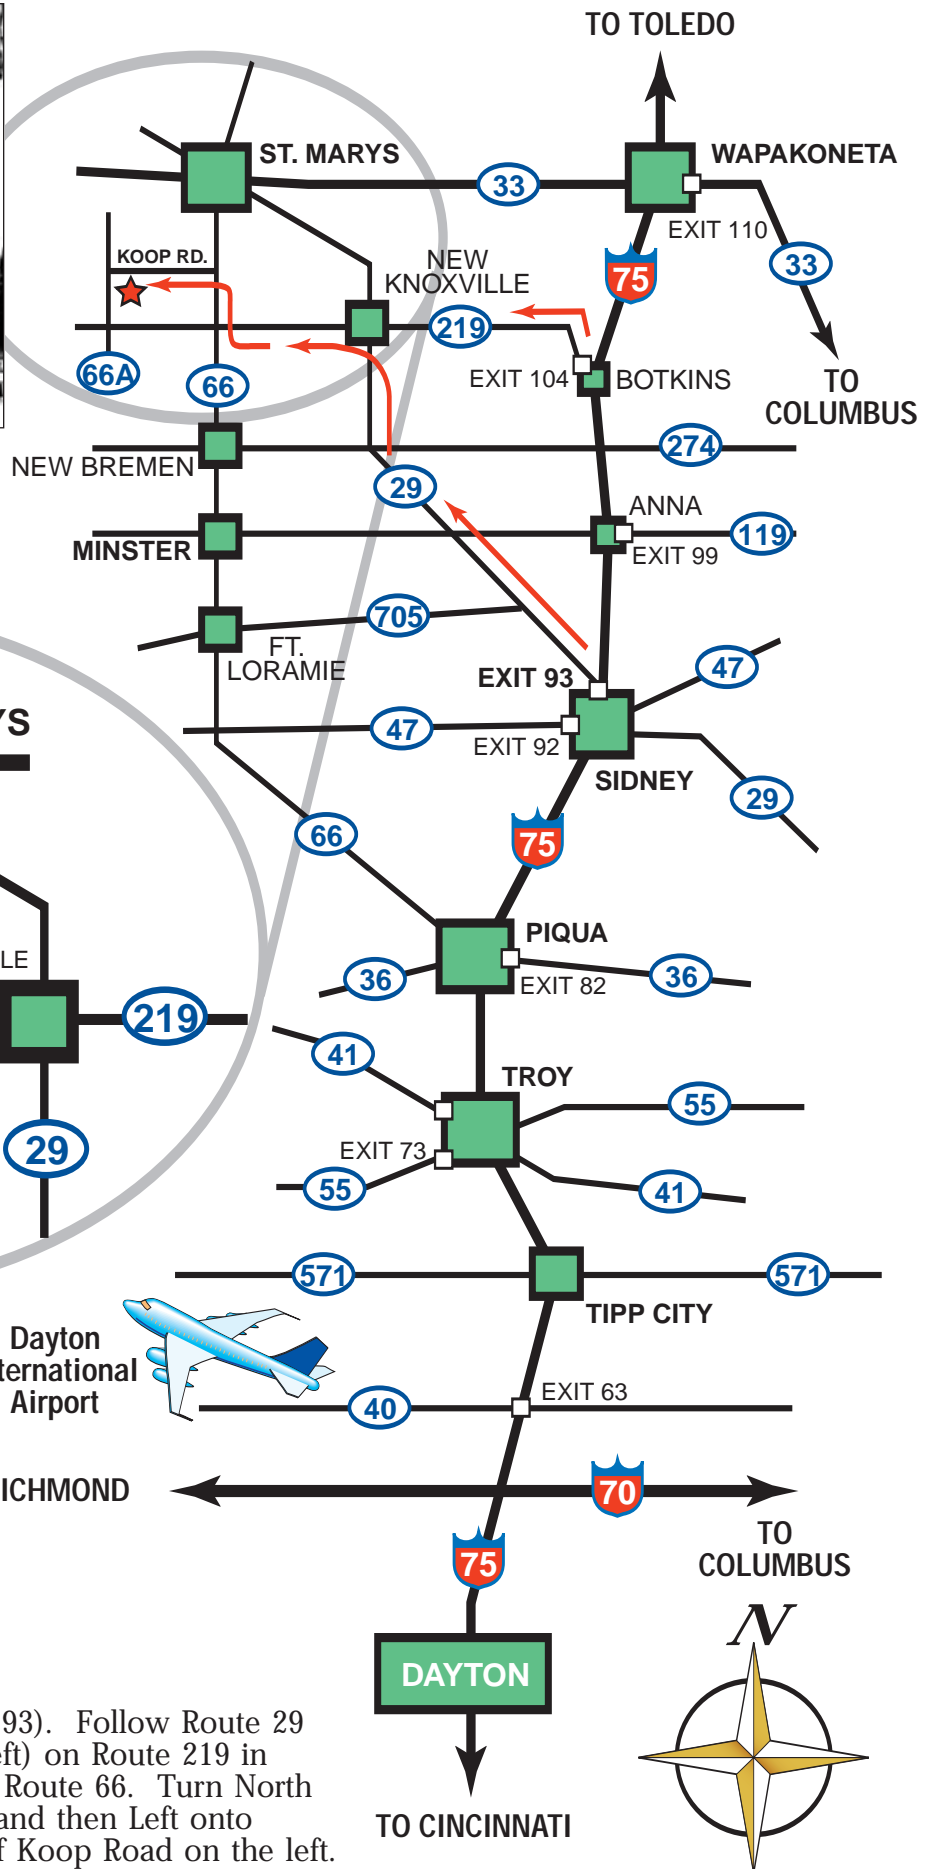 TO TOLEDO
ST. MARYS
WAPAKONETA
33
EXIT 110
KOOP RD.
NEW
KNOXVILLE
75
33
219
66A
66
EXIT 104
BOTKINS
TO
COLUMBUS
NEW BREMEN
274
29
ANNA
MINSTER
119
EXIT 99
705
FT.
LORAMIE
EXIT 93
47
YS
47
EXIT 92
SIDNEY
29
66
75
PIQUA
LE
36
36
EXIT 82
219
41
TROY
55
29
EXIT 73
55
41
571
571
TIPP CITY
Dayton
ternational
Airport
EXIT 63
40
ICHMOND
70
TO
COLUMBUS
75
N
DAYTON
93). Follow Route 29
eft) on Route 219 in
Route 66. Turn North
and then Left onto
f Koop Road on the left.
TO CINCINNATI